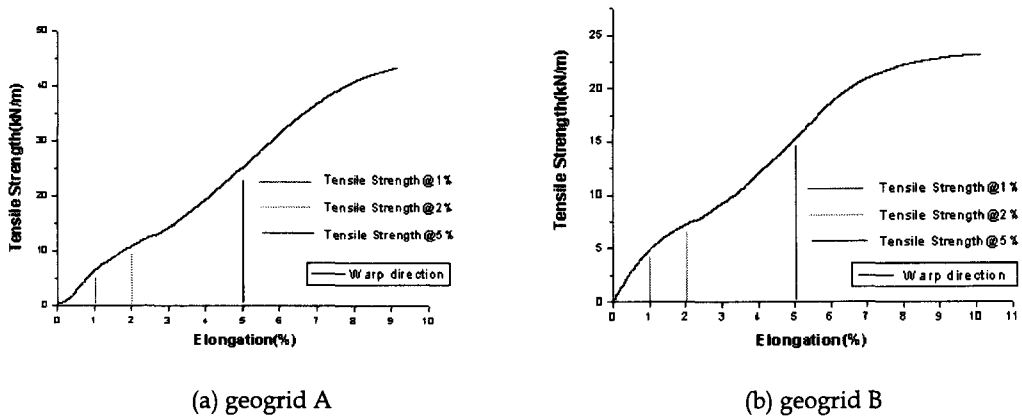 Tensile Strength(kN/m)
50
40
30
20
10
0
0 1 2 3 4 5 6 7 8 9 10
Elongation(%)
Tensile Strength@1%
Tensile Strength@2%
Tensile Strength@5%
Warp direction
(a) geogrid A
Tensile Strength(kN/m)
25
20
15
10
5
0
0 1 2 3 4 5 6 7 8 9 10 11
Elongation(%)
Tensile Strength@1%
Tensile Strength@2%
Tensile Strength@5%
Warp direction
(b) geogrid B